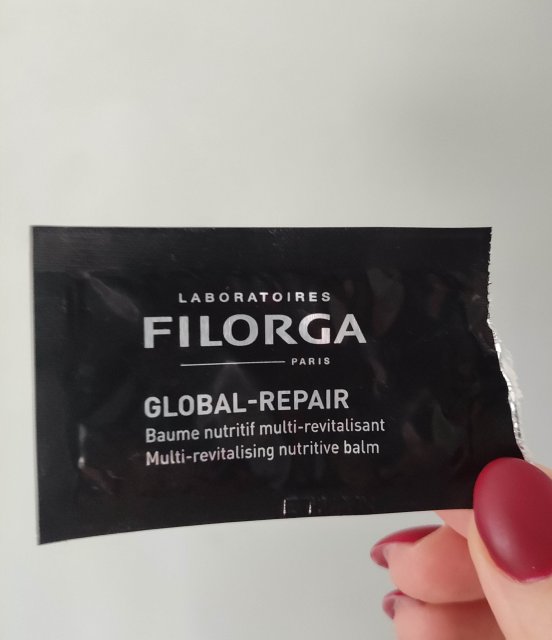 LABORATOIRES
FILORGA
PARIS
GLOBAL-REPAIR
Baume nutritif multi-revitalisant
Multi-revitalising nutritive balm